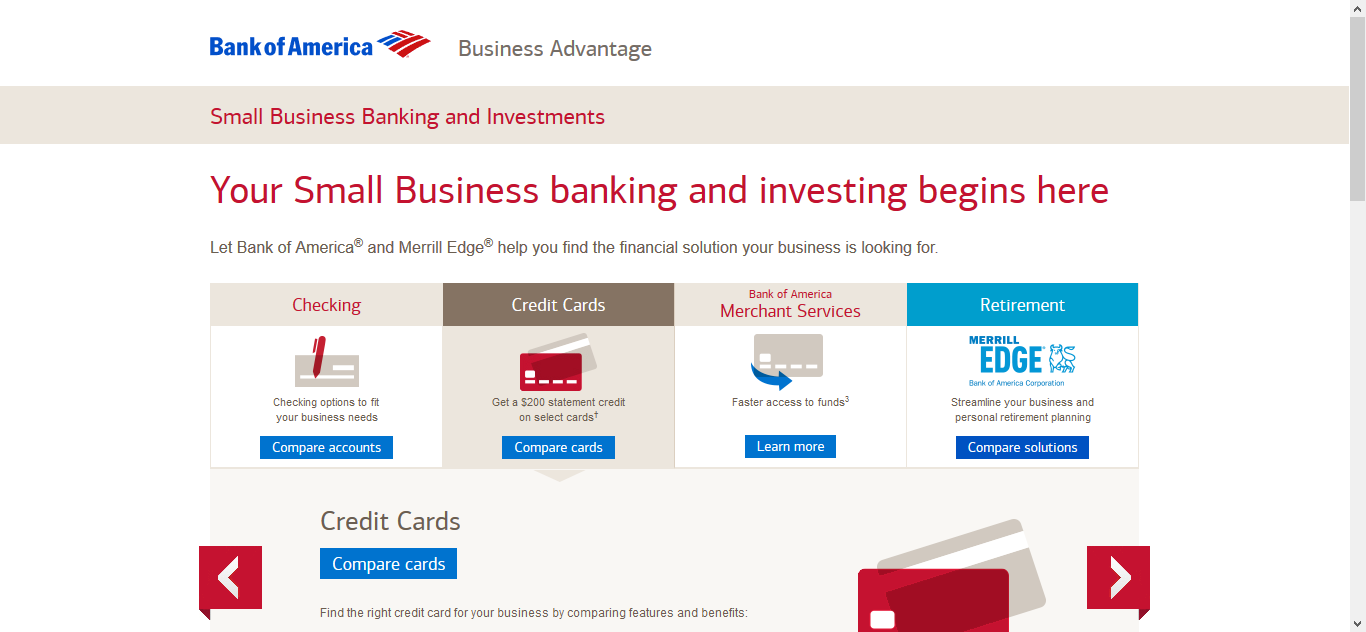 Bank of America
Business Advantage
Small Business Banking and Investments
Your Small Business banking and investing begins here
Let Bank of America® and Merrill Edge® help you find the financial solution your business is looking for.
Checking
Checking options to fit
your business needs
Compare accounts
Credit Cards
Get a $200 statement credit
on select cards†
Compare cards
Bank of America
Merchant Services
Faster access to funds3
Learn more
Retirement
MERRILL
EDGE®
Bank of America Corporation
Streamline your business and
personal retirement planning
Compare solutions
Credit Cards
Compare cards
Find the right credit card for your business by comparing features and benefits: